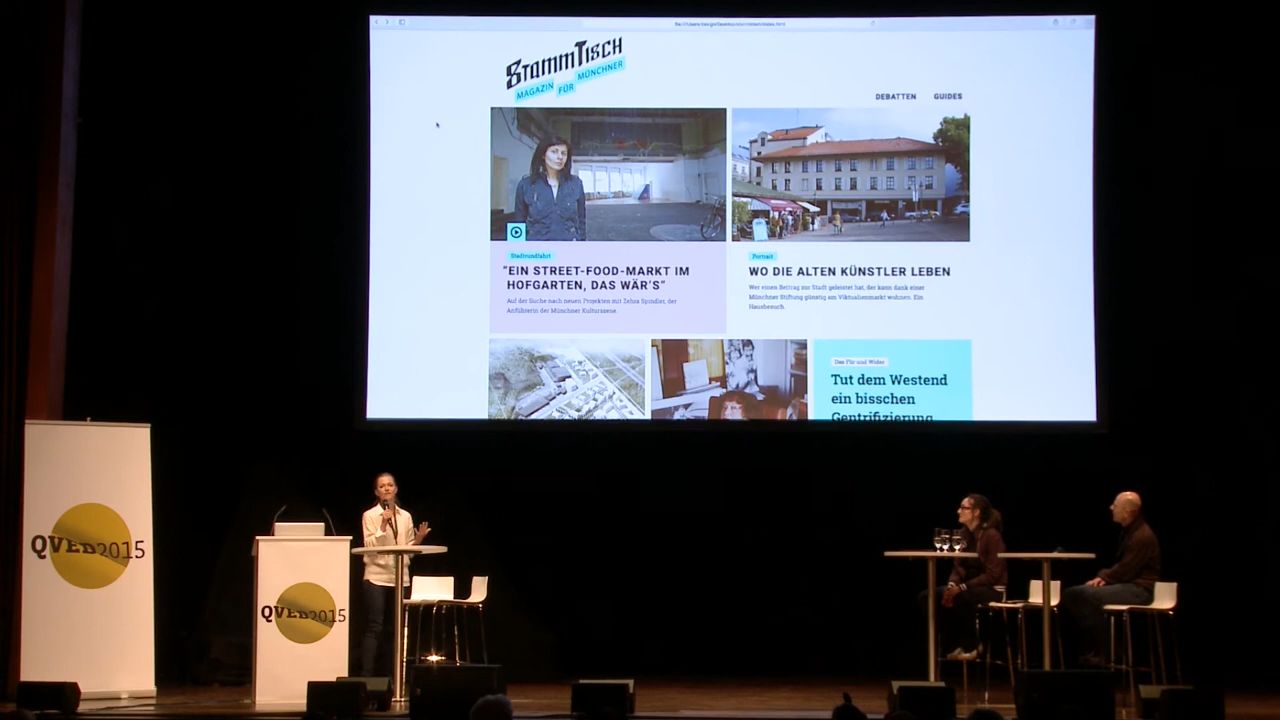 StammTisch
MAGAZIN FÜR MÜNCHNER
DEBATTEN GUIDES
Stadtrundfahrt
"EIN STREET-FOOD-MARKT IM
HOFGARTEN, DAS WÄR'S"
Auf der Suche nach neuen Projekten mit Zehra Spindler, der
Anführerin der Münchner Kulturszene
Portrait
WO DIE ALTEN KÜNSTLER LEBEN
Wer einen Beitrag zur Stadt geleistet hat, der kann dank einer
Münchner Stiftung günstig am Viktualienmarkt wohnen. Ein
Hausbesuch.
Das Für und Wider
Tut dem Westend
ein bisschen
Gentrifizierung
QVED2015
QVED2015